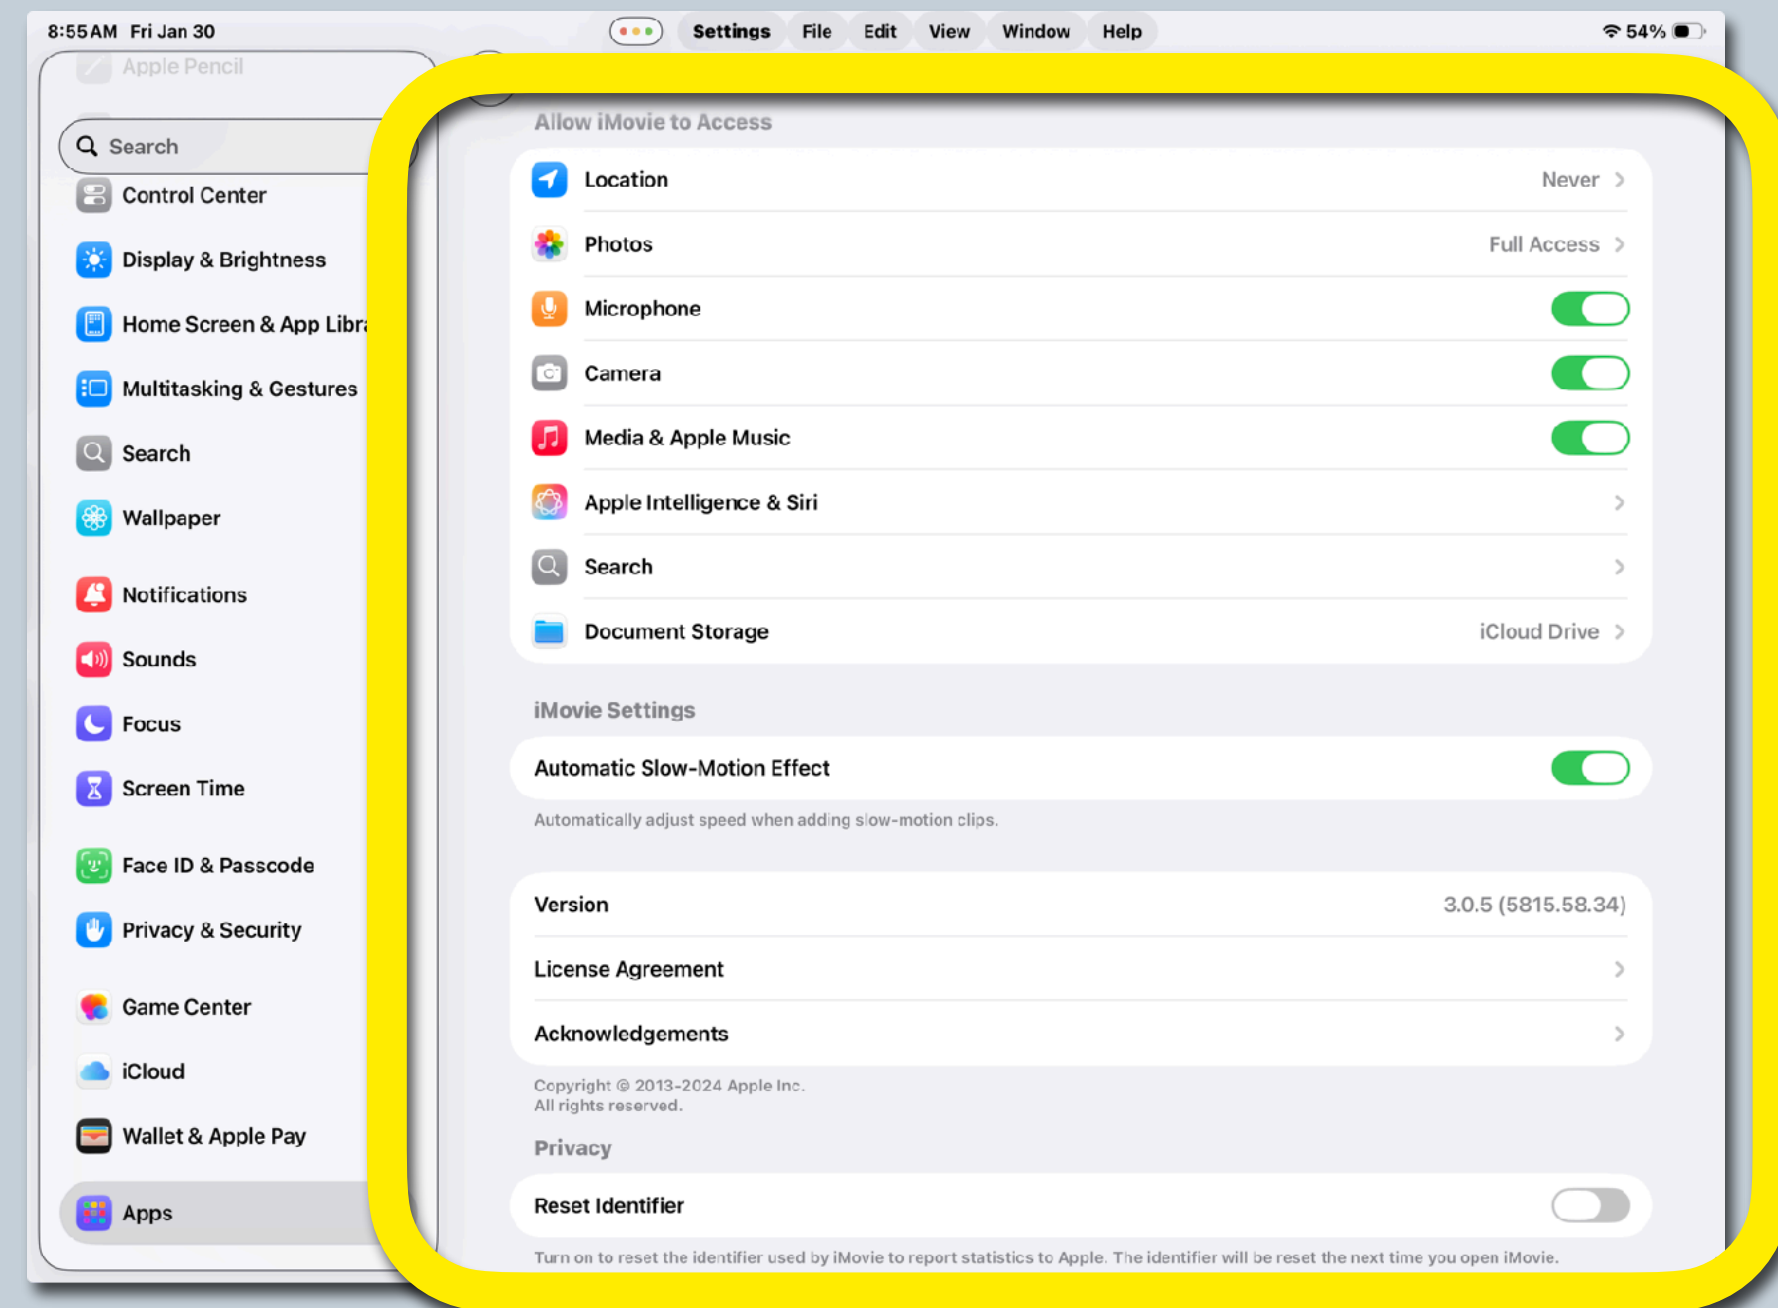 8:55 AM Fri Jan 30
Settings File Edit View Window Help
54%
Apple Pencil
Search
Control Center
Display & Brightness
Home Screen & App Libr
Multitasking & Gestures
Search
Wallpaper
Notifications
Sounds
Focus
Screen Time
Face ID & Passcode
Privacy & Security
Game Center
iCloud
Wallet & Apple Pay
Apps
Allow iMovie to Access
Location Never
Photos Full Access
Microphone
Camera
Media & Apple Music
Apple Intelligence & Siri
Search
Document Storage iCloud Drive
iMovie Settings
Automatic Slow-Motion Effect
Automatically adjust speed when adding slow-motion clips.
Version 3.0.5 (5815.58.34)
License Agreement
Acknowledgements
Copyright © 2013-2024 Apple Inc.
All rights reserved.
Privacy
Reset Identifier
Turn on to reset the identifier used by iMovie to report statistics to Apple. The identifier will be reset the next time you open iMovie.